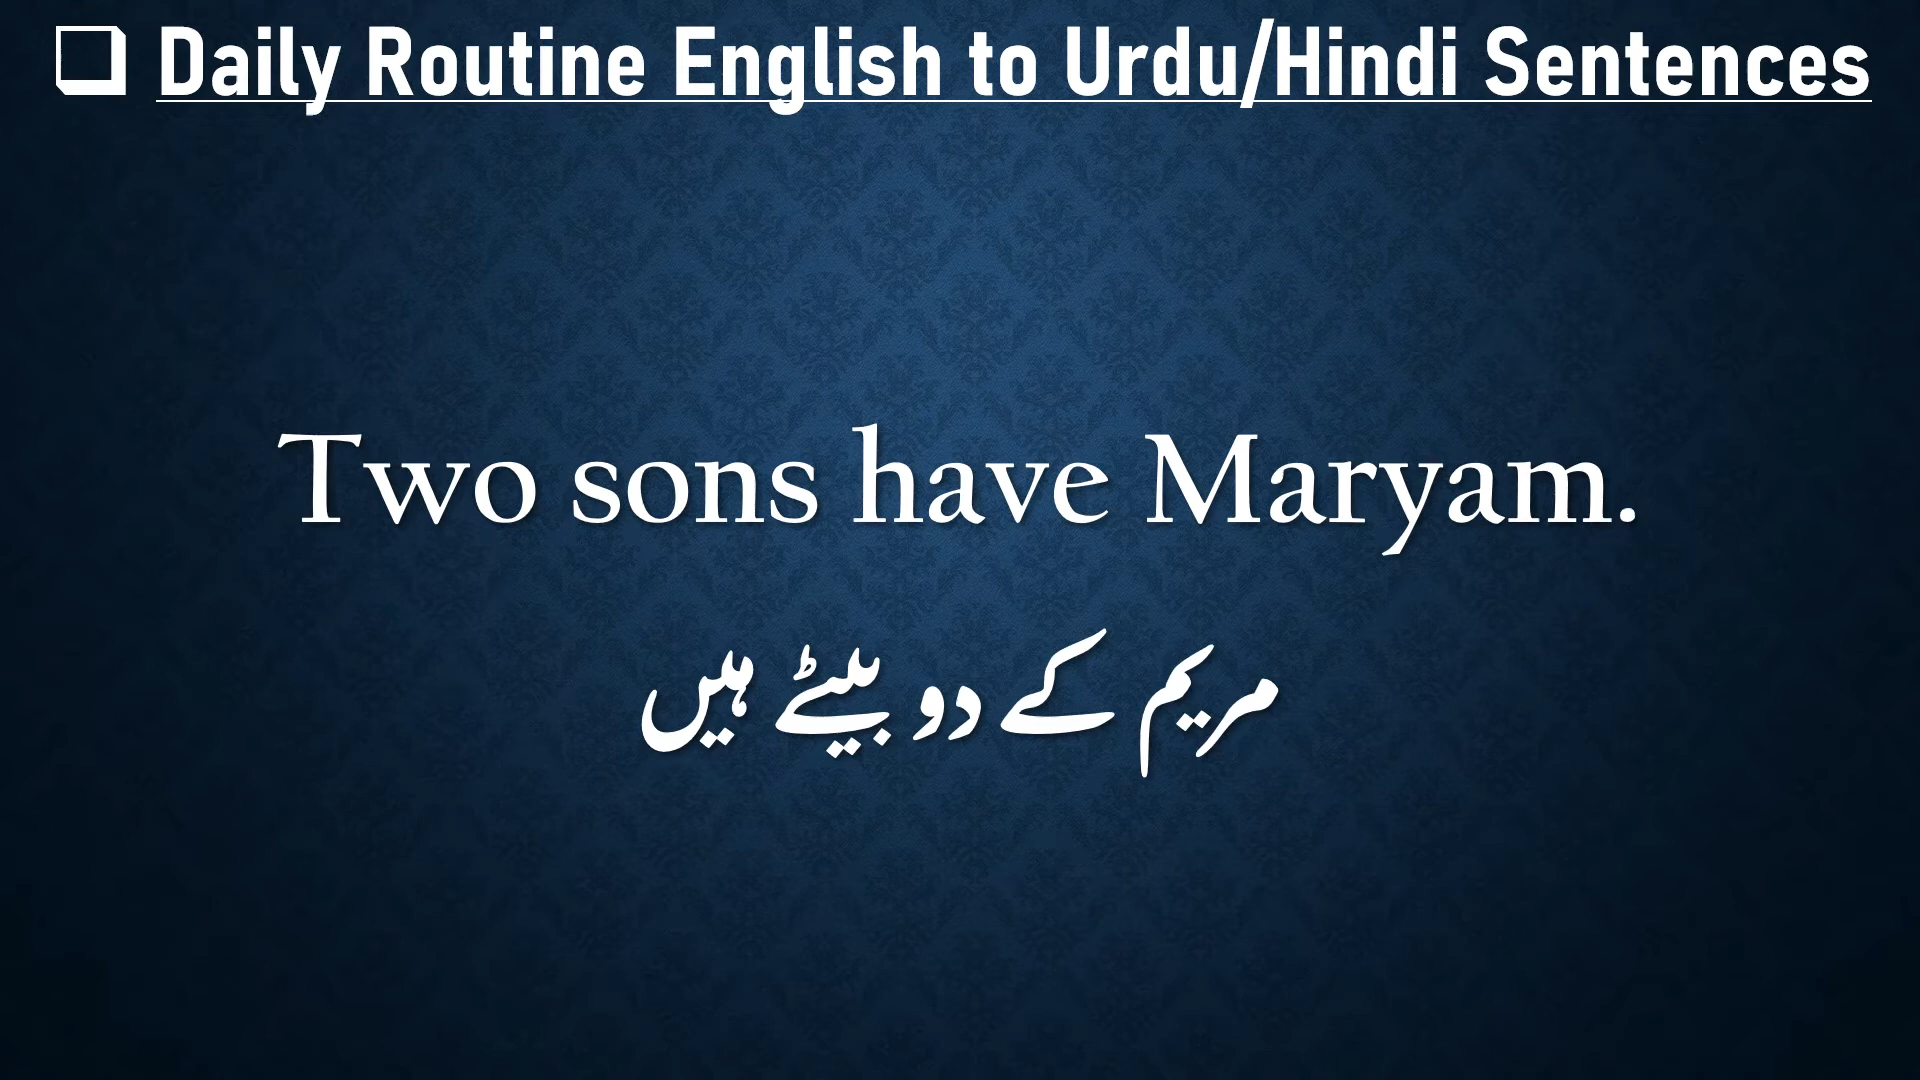 ❑ Daily Routine English to Urdu/Hindi Sentences
Two sons have Maryam.
مریم کے دو بیٹے ہیں